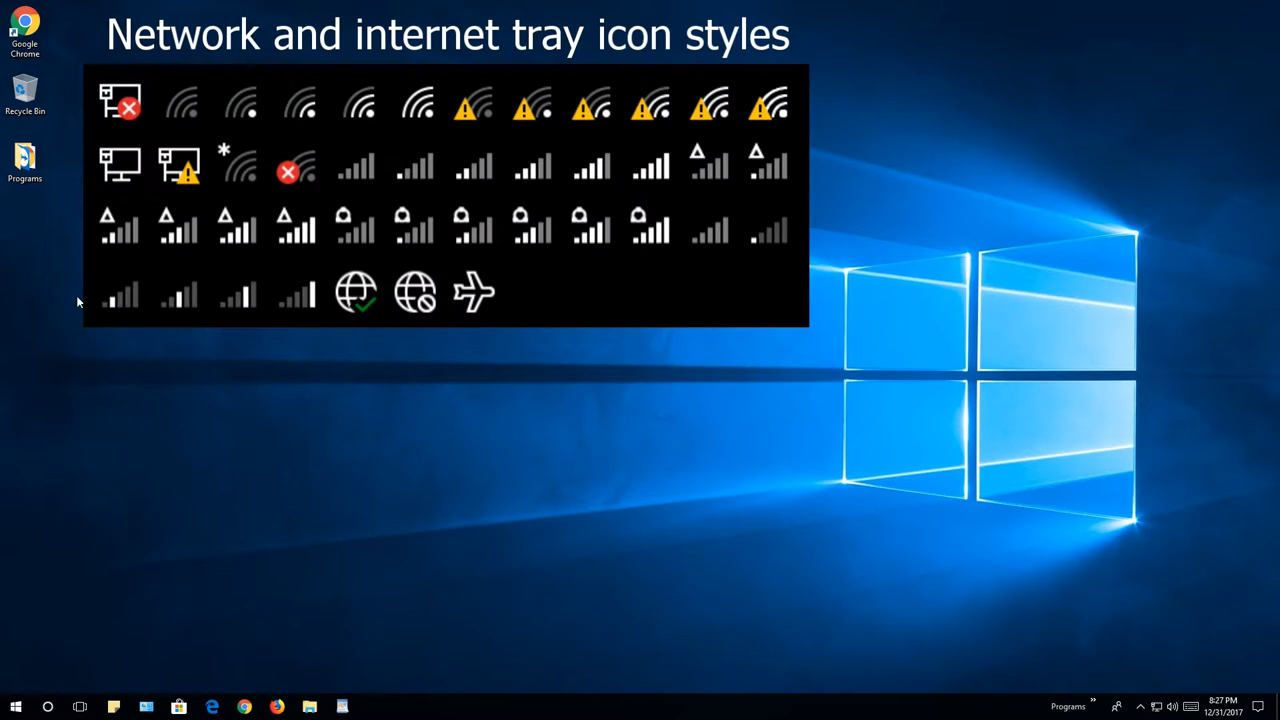 Network and internet tray icon styles
Google
Chrome
Recycle Bin
Programs
Programs
8:27 PM
12/31/2017